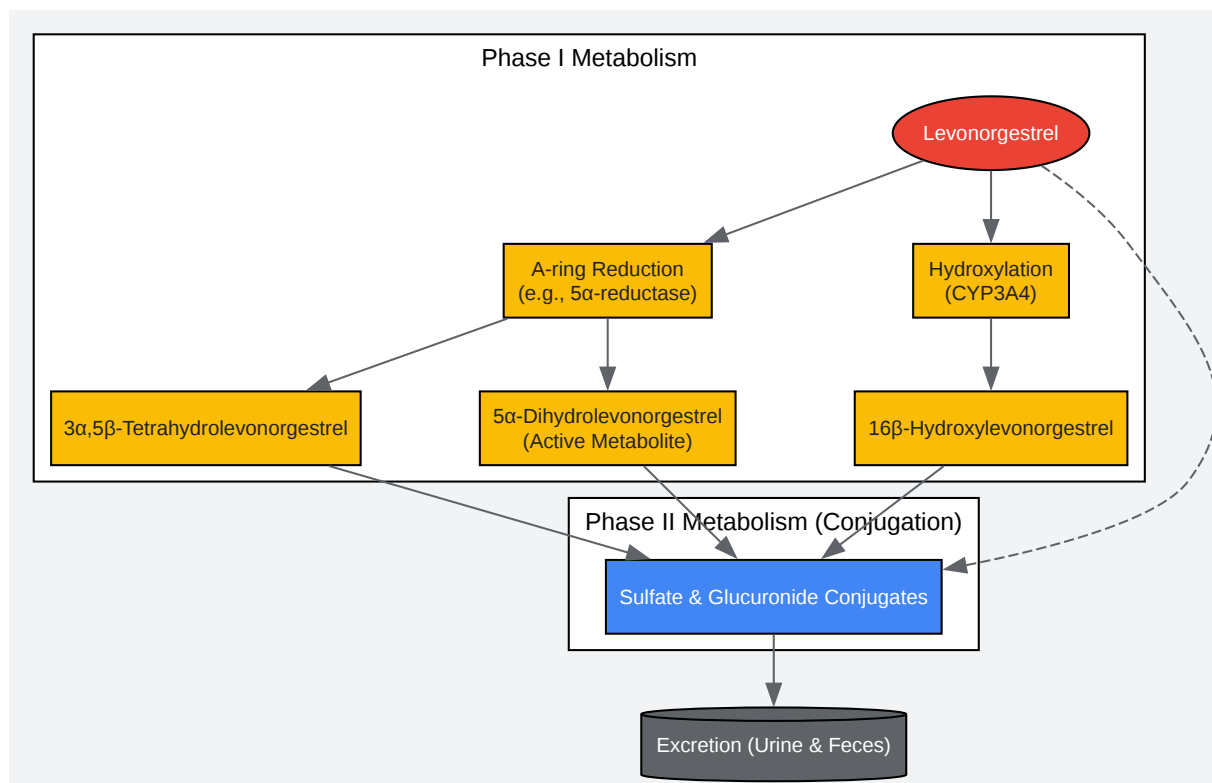 Phase I Metabolism
Levonorgestrel
A-ring Reduction
(e.g., 5α-reductase)
Hydroxylation
(CYP3A4)
3α,5β-Tetrahydrolevonorgestrel
5α-Dihydrolevonorgestrel
(Active Metabolite)
16β-Hydroxylevonorgestrel
Phase II Metabolism (Conjugation)
Sulfate & Glucuronide Conjugates
Excretion (Urine & Feces)